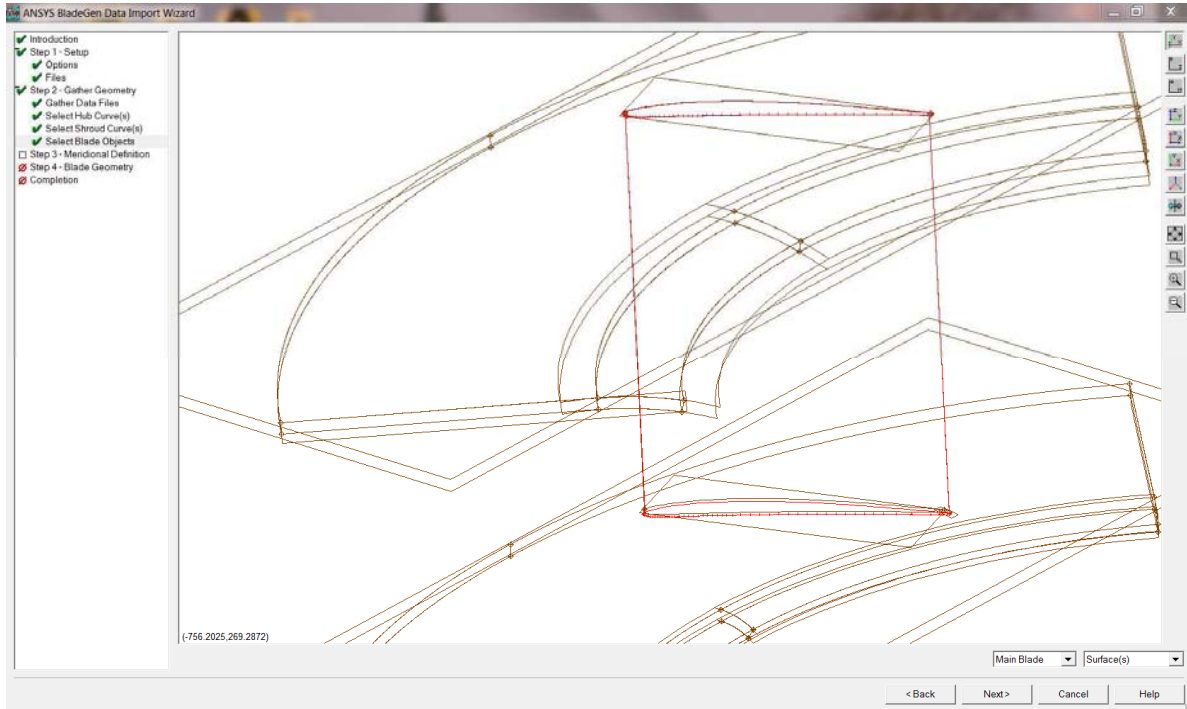 ANSYS BladeGen Data Import Wizard
Introduction
Step 1 - Setup
Options
Files
Step 2 - Gather Geometry
Gather Data Files
Select Hub Curve(s)
Select Shroud Curve(s)
Select Blade Objects
Step 3 - Meridional Definition
Step 4 - Blade Geometry
Completion
(-756.2025,269.2872)
Main Blade Surface(s)
< Back Next > Cancel Help